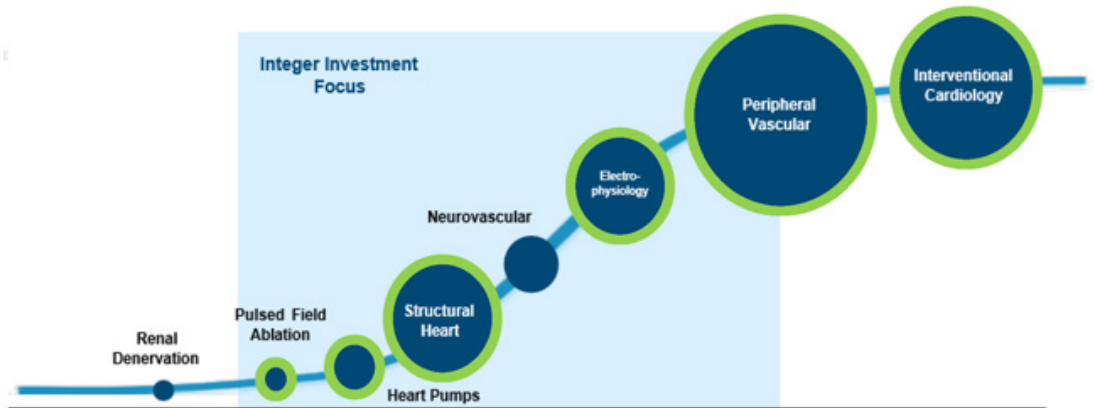 Integer Investment
Focus
Interventional
Cardiology
Peripheral
Vascular
Electro-
physiology
Neurovascular
Structural
Heart
Pulsed Field
Ablation
Renal
Denervation
Heart Pumps